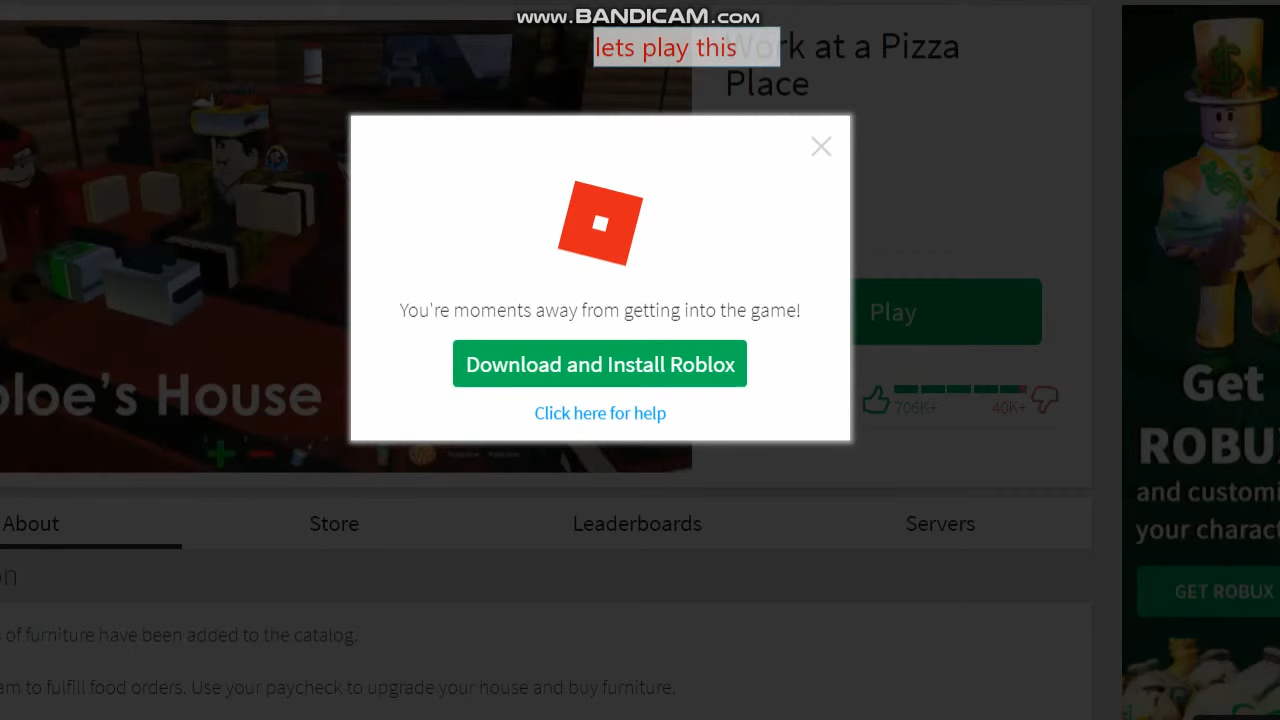 www.BANDICAM.com
lets play this
Work at a Pizza
Place
You're moments away from getting into the game!
Download and Install Roblox
Click here for help
Play
706K+
40K+
bloe's House
About
Store
Leaderboards
Servers
on
of furniture have been added to the catalog.
am to fulfill food orders. Use your paycheck to upgrade your house and buy furniture.
Get
ROBU
and customi
your charact
GET ROBUX